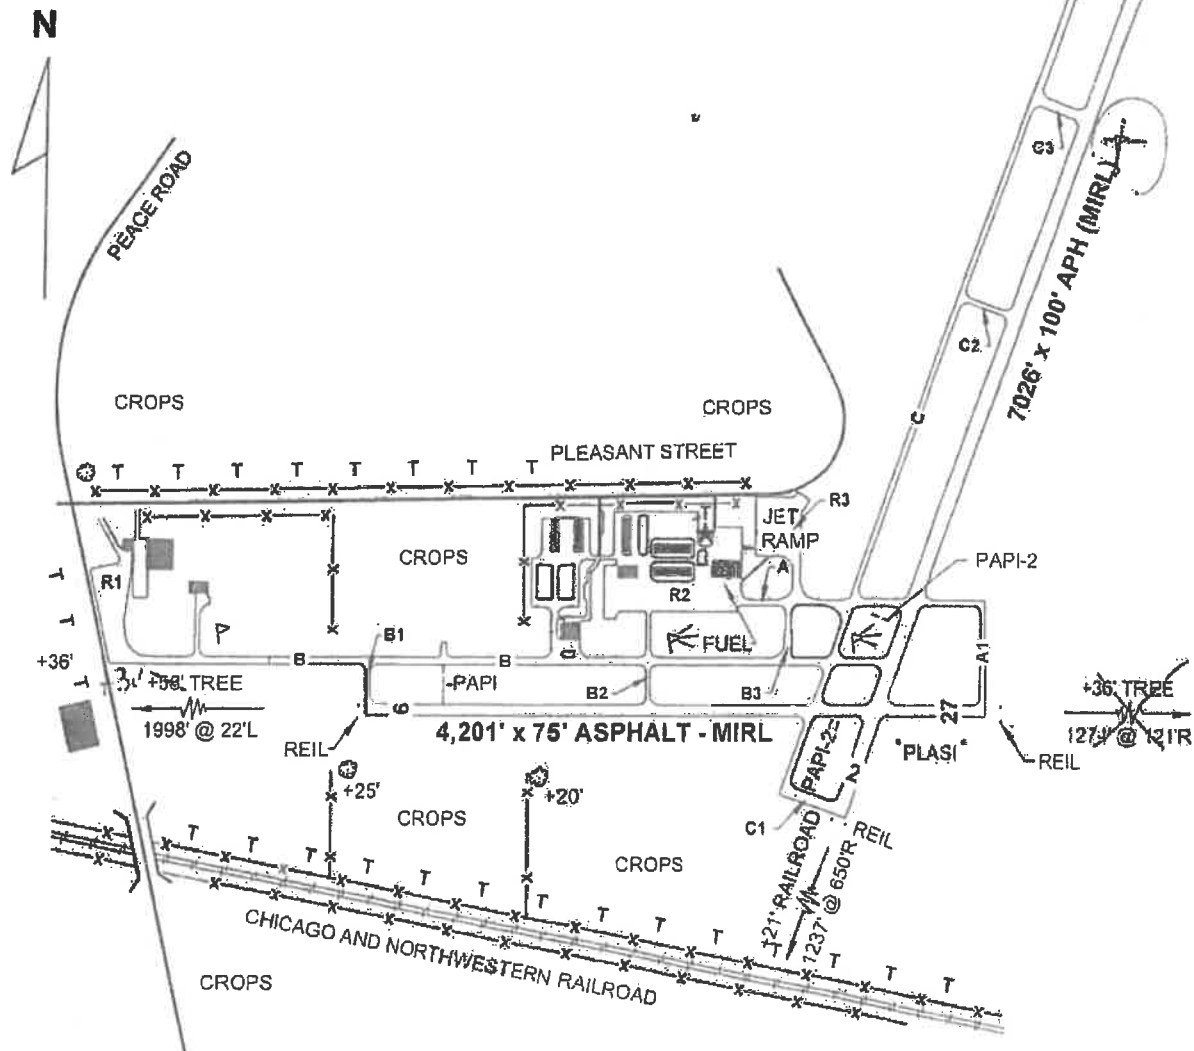 N
PEACE ROAD
C3
7026' x 100' APH (MIRL)
C2
C
CROPS
CROPS
PLEASANT STREET
T T T T T T T T
R3
JET
RAMP
T
CROPS
PAPI-2
A
R1
R2
T
T
T
P
FUEL
A1
B1
+36'
B
B
+50' TREE
PAPI
B2
B3
+36' TREE
1998' @ 22'L
9
4,201' x 75' ASPHALT - MIRL
27
1274' @ 121'R
REIL
PAPI-2
2
"PLASI"
REIL
+25'
+20'
CROPS
C1
REIL
CROPS
+21' RAILROAD
1237' @ 650'R
T T T T T T T T T T T T T
CHICAGO AND NORTHWESTERN RAILROAD
CROPS